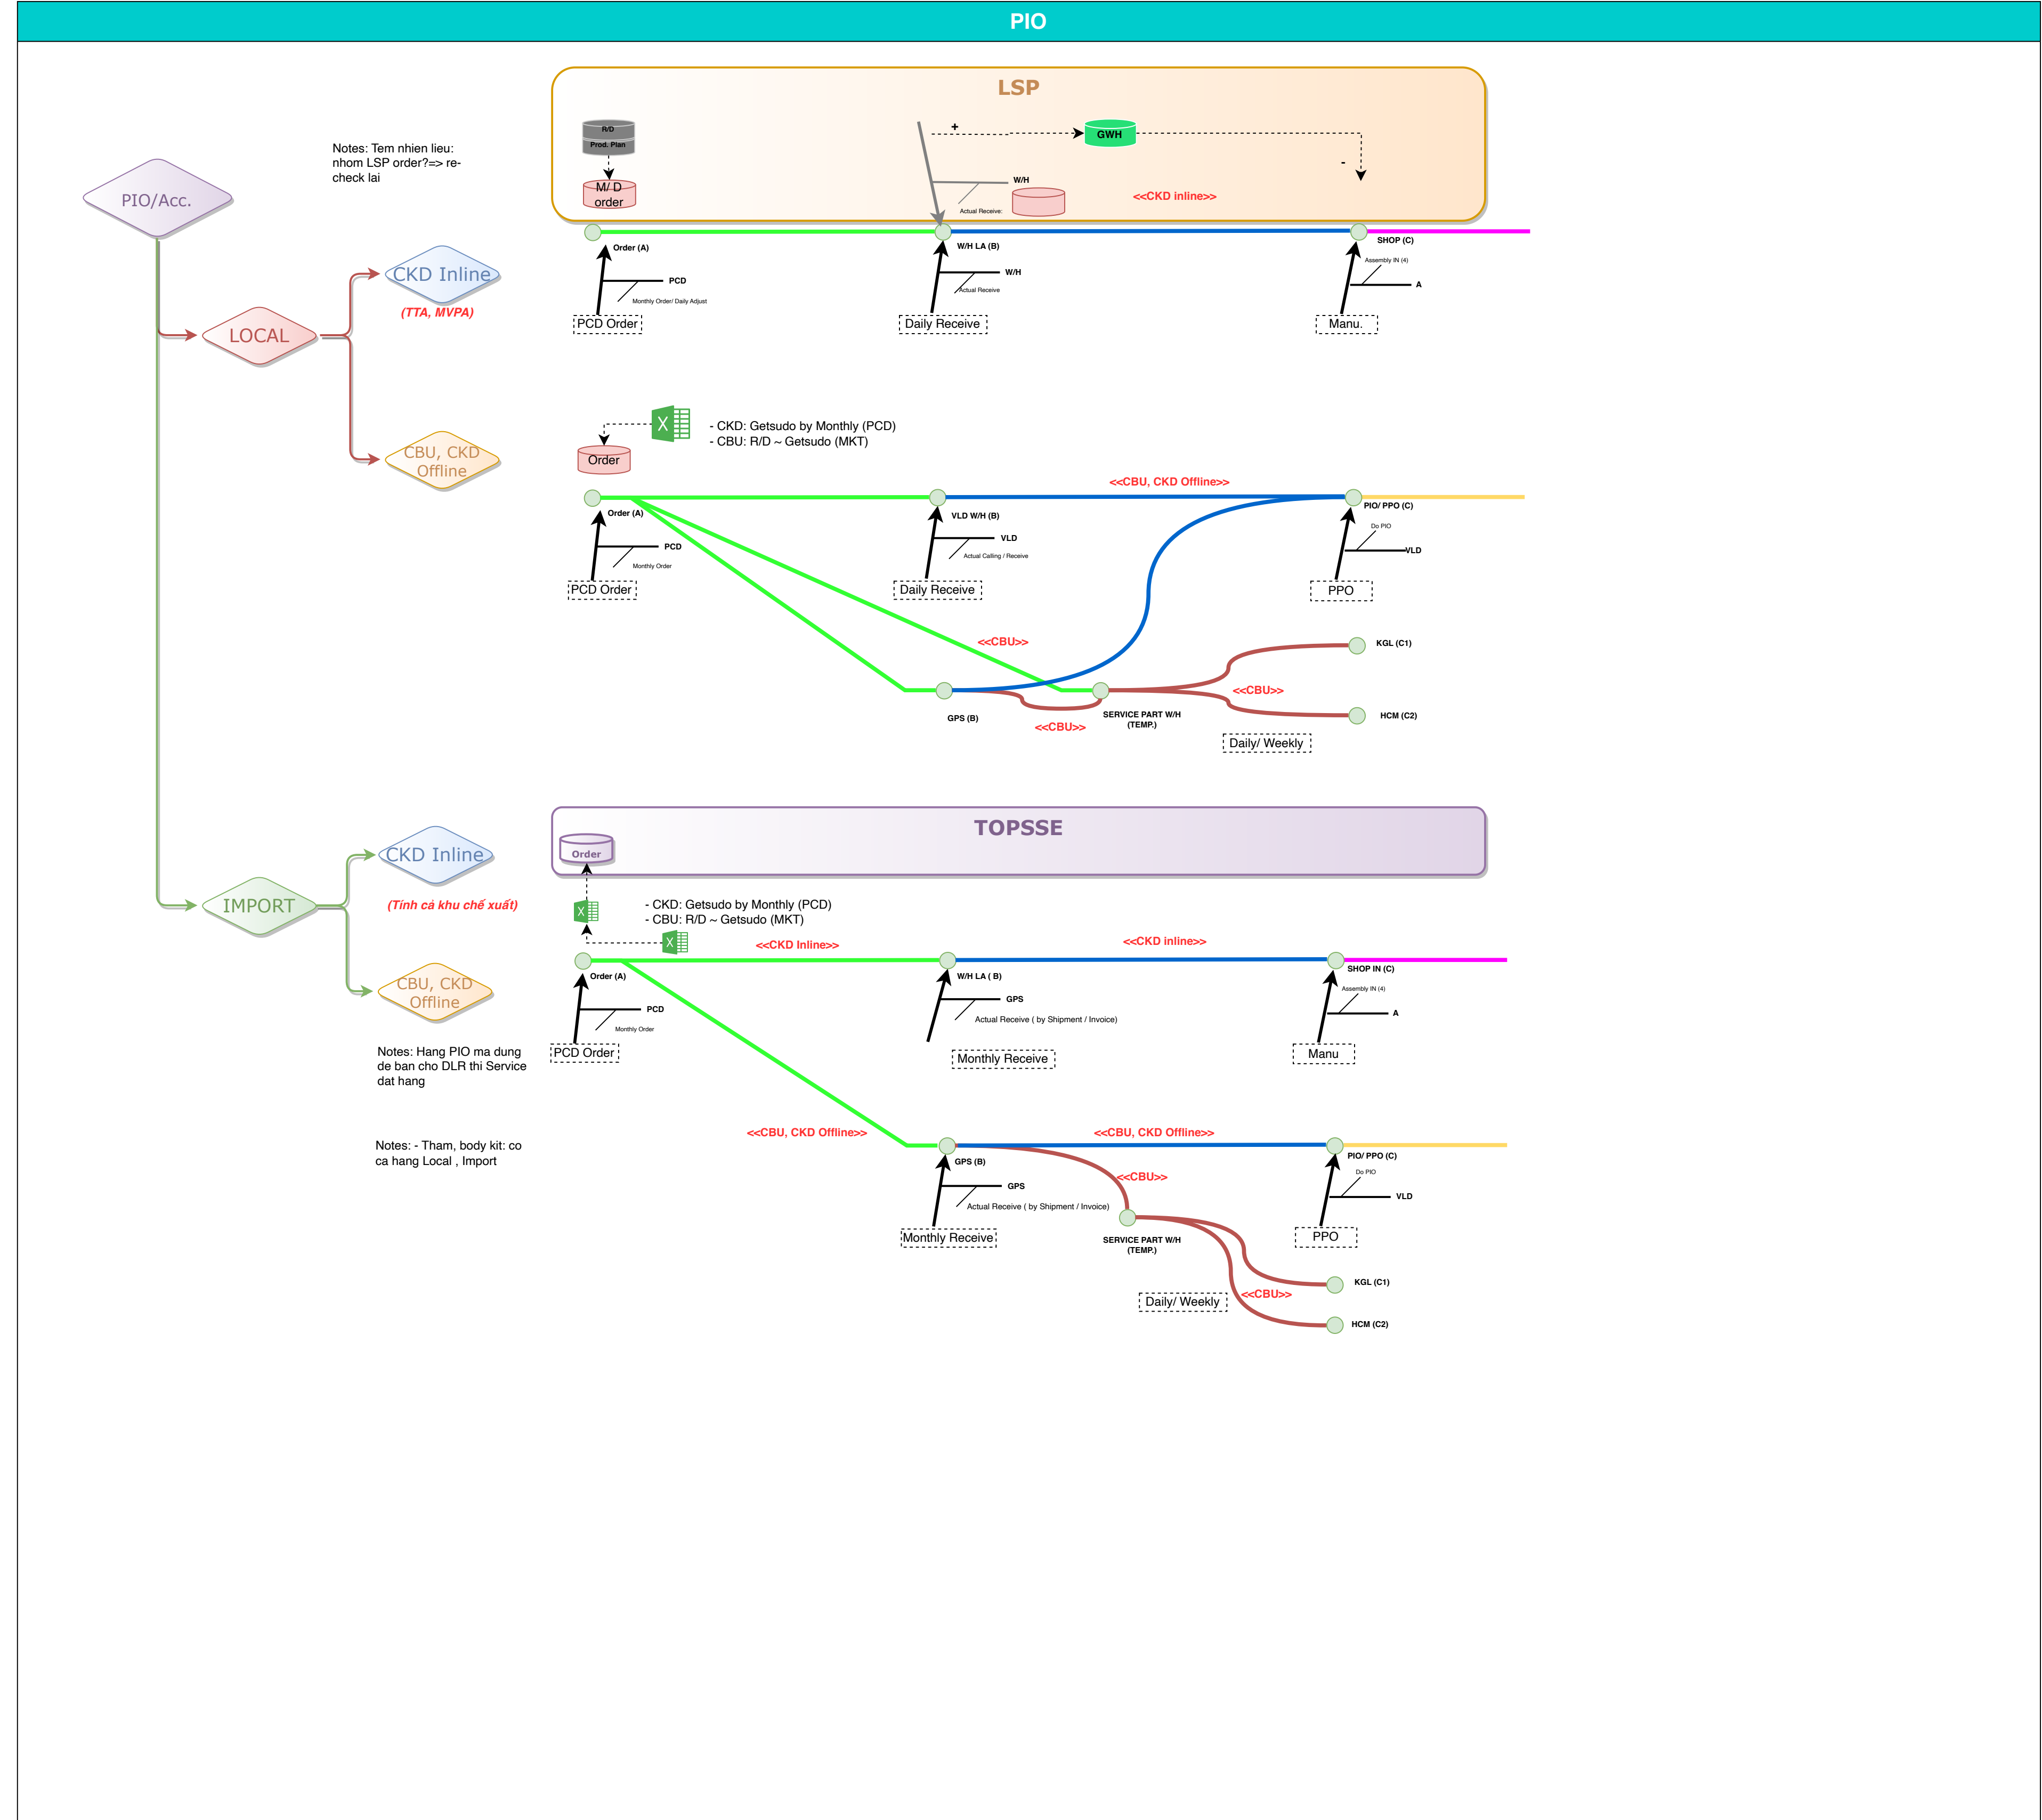 PIO
LSP
R/D
Prod. Plan
M/ D
order
+
GWH
-
W/H
Actual Receive:
<<CKD inline>>
Notes: Tem nhien lieu:
nhom LSP order?=> re-
check lai
PIO/Acc.
CKD Inline
(TTA, MVPA)
LOCAL
CBU, CKD
Offline
Order (A)
PCD
Monthly Order/ Daily Adjust
PCD Order
W/H LA (B)
W/H
Actual Receive
Daily Receive
SHOP (C)
Assembly IN (4)
A
Manu.
Order
- CKD: Getsudo by Monthly (PCD)
- CBU: R/D ~ Getsudo (MKT)
<<CBU, CKD Offline>>
Order (A)
PCD
Monthly Order
PCD Order
VLD W/H (B)
VLD
Actual Calling / Receive
Daily Receive
PIO/ PPO (C)
Do PIO
VLD
PPO
<<CBU>>
KGL (C1)
<<CBU>>
GPS (B)
SERVICE PART W/H
(TEMP.)
<<CBU>>
HCM (C2)
Daily/ Weekly
TOPSSE
Order
CKD Inline
(Tính cả khu chế xuất)
IMPORT
CBU, CKD
Offline
- CKD: Getsudo by Monthly (PCD)
- CBU: R/D ~ Getsudo (MKT)
<<CKD Inline>>
<<CKD inline>>
Order (A)
PCD
Monthly Order
PCD Order
W/H LA ( B)
GPS
Actual Receive ( by Shipment / Invoice)
Monthly Receive
SHOP IN (C)
Assembly IN (4)
A
Manu
Notes: Hang PIO ma dung
de ban cho DLR thi Service
dat hang
Notes: - Tham, body kit: co
ca hang Local , Import
<<CBU, CKD Offline>>
<<CBU, CKD Offline>>
GPS (B)
GPS
Actual Receive ( by Shipment / Invoice)
Monthly Receive
<<CBU>>
PIO/ PPO (C)
Do PIO
VLD
PPO
SERVICE PART W/H
(TEMP.)
KGL (C1)
<<CBU>>
Daily/ Weekly
HCM (C2)